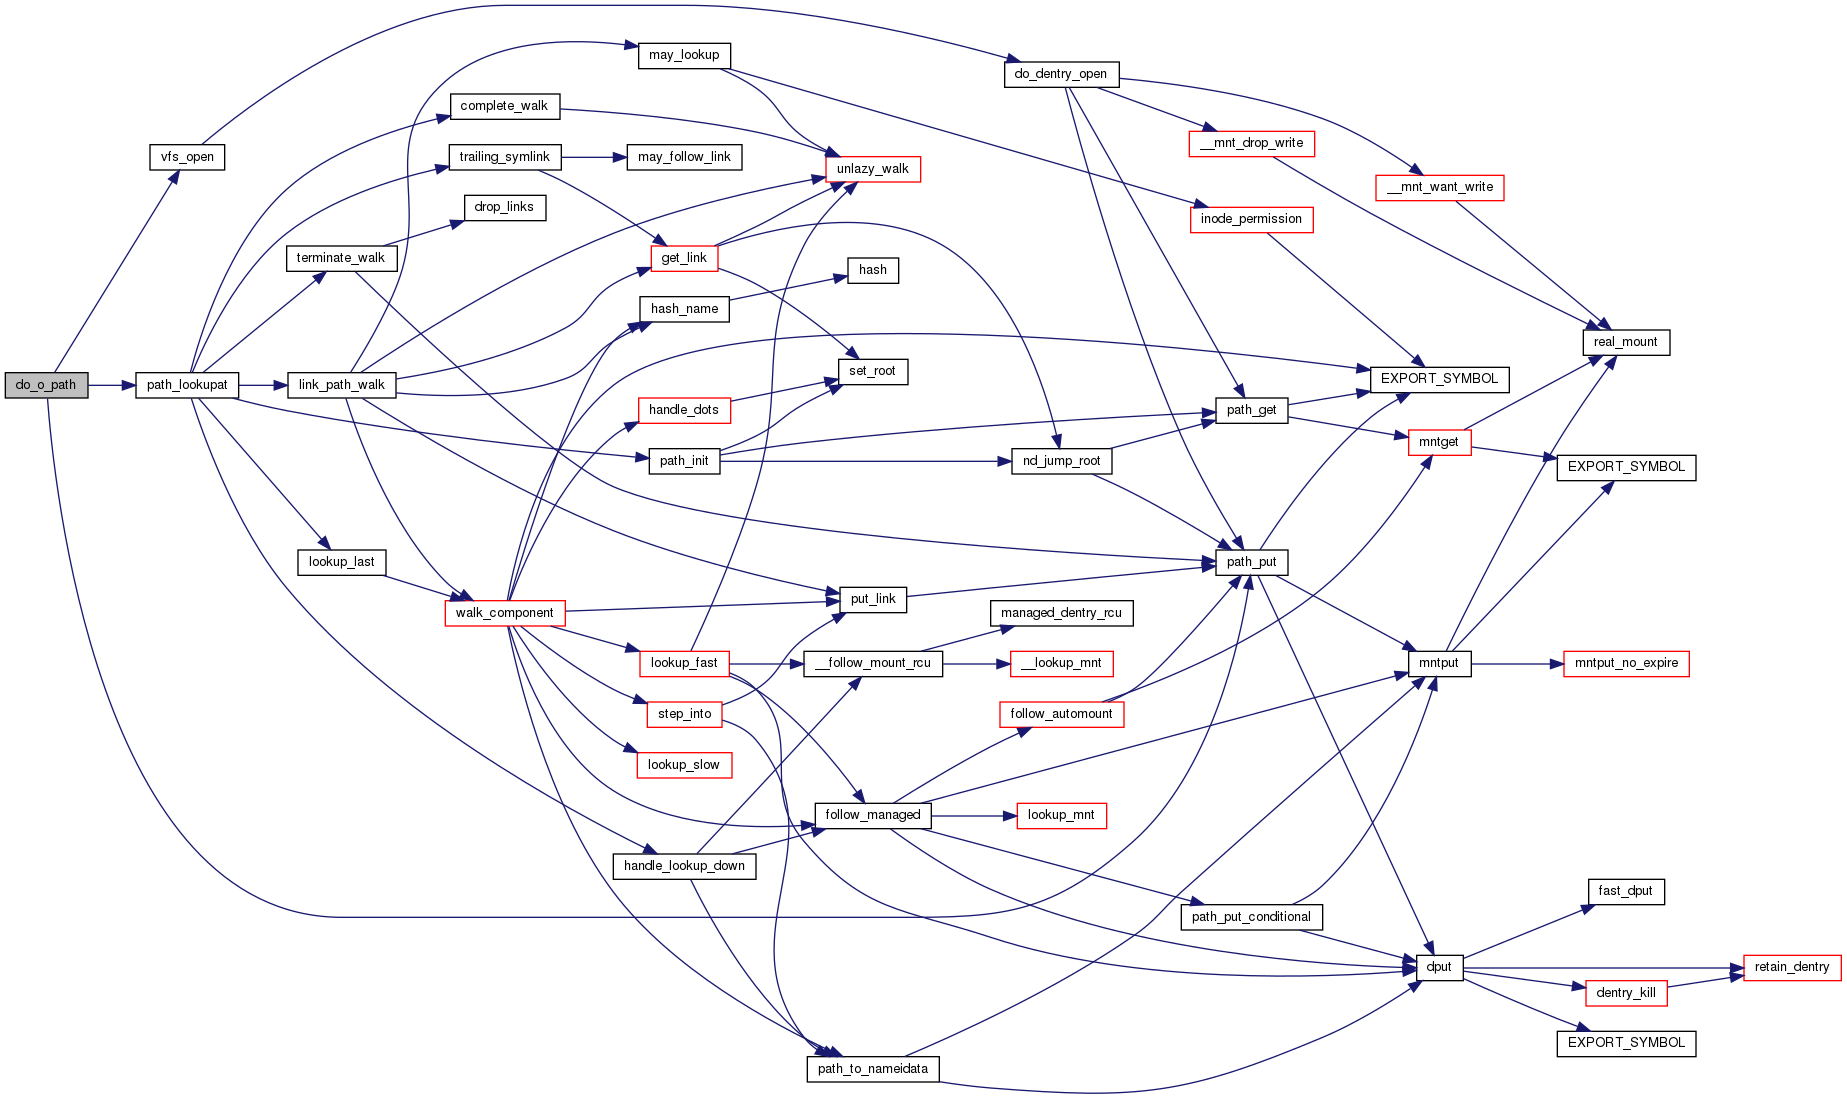 may_lookup
do_dentry_open
complete_walk
__mnt_drop_write
vfs_open
trailing_symlink
may_follow_link
unlazy_walk
__mnt_want_write
drop_links
inode_permission
terminate_walk
get_link
hash
hash_name
real_mount
do_o_path
path_lookupat
link_path_walk
set_root
EXPORT_SYMBOL
handle_dots
path_get
mntget
path_init
nd_jump_root
EXPORT_SYMBOL
lookup_last
path_put
walk_component
put_link
managed_dentry_rcu
lookup_fast
__follow_mount_rcu
__lookup_mnt
mntput
mntput_no_expire
step_into
follow_automount
lookup_slow
follow_managed
lookup_mnt
handle_lookup_down
fast_dput
path_put_conditional
dput
retain_dentry
dentry_kill
EXPORT_SYMBOL
path_to_nameidata